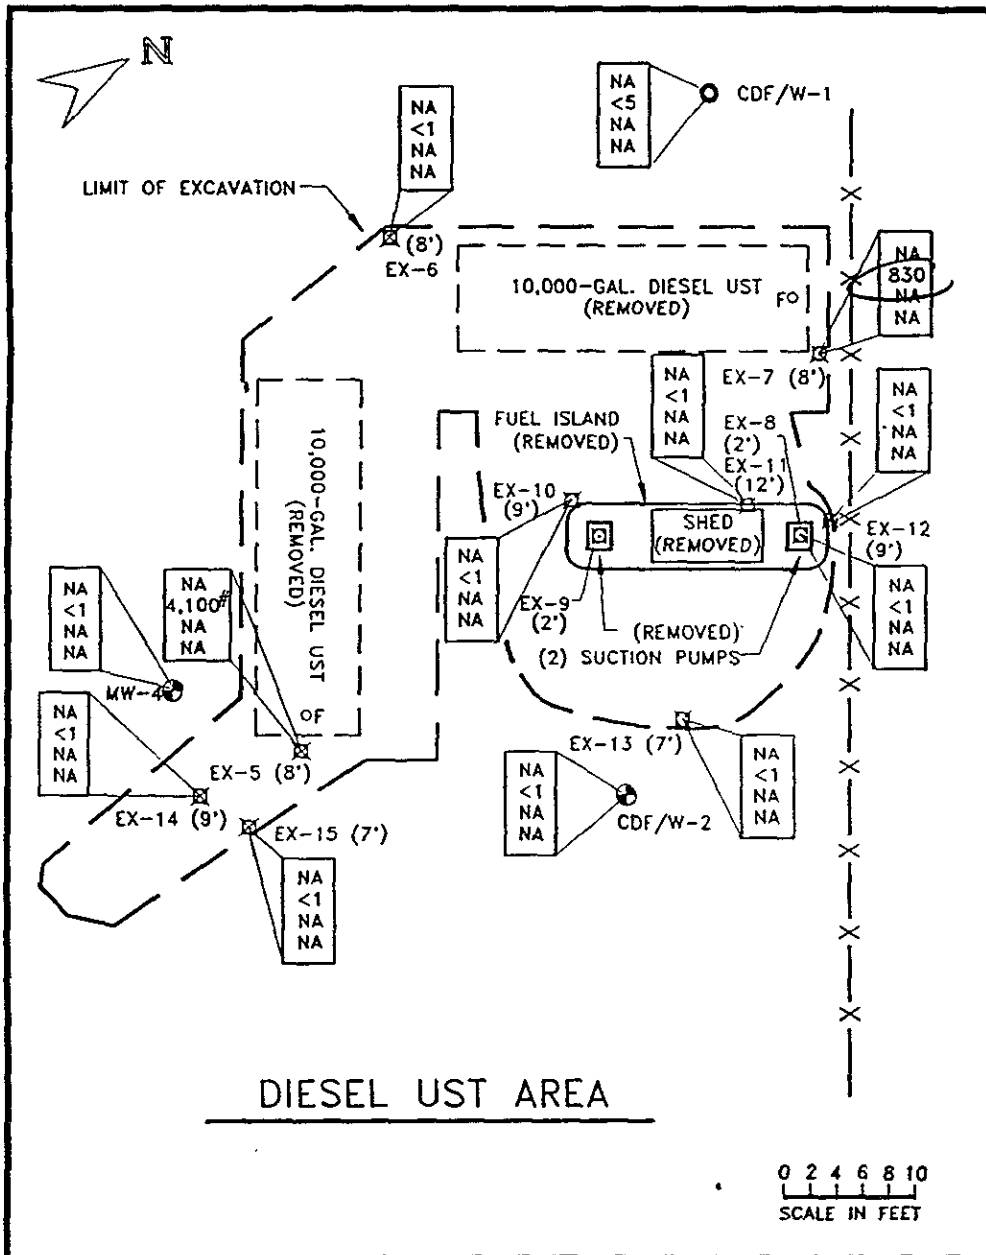 N
NA
<5
NA
NA
CDF/W-1
NA
<1
NA
NA
LIMIT OF EXCAVATION
(8')
EX-6
10,000-GAL. DIESEL UST
(REMOVED)
FO
NA
830
NA
NA
EX-7 (8')
NA
<1
NA
NA
FUEL ISLAND
(REMOVED)
EX-8
(2')
EX-11
(12')
NA
<1
NA
NA
10,000-GAL. DIESEL UST
(REMOVED)
OF
EX-10
(9')
SHED
(REMOVED)
EX-12
(9')
NA
<1
NA
NA
EX-9
(2')
(REMOVED)
(2) SUCTION PUMPS
NA
<1
NA
NA
NA
<1
NA
NA
MW-4
NA
4,100#
NA
NA
NA
<1
NA
NA
EX-5 (8')
EX-14 (9')
EX-15 (7')
NA
<1
NA
NA
EX-13 (7')
NA
<1
NA
NA
CDF/W-2
NA
<1
NA
NA
DIESEL UST AREA
0 2 4 6 8 10
SCALE IN FEET